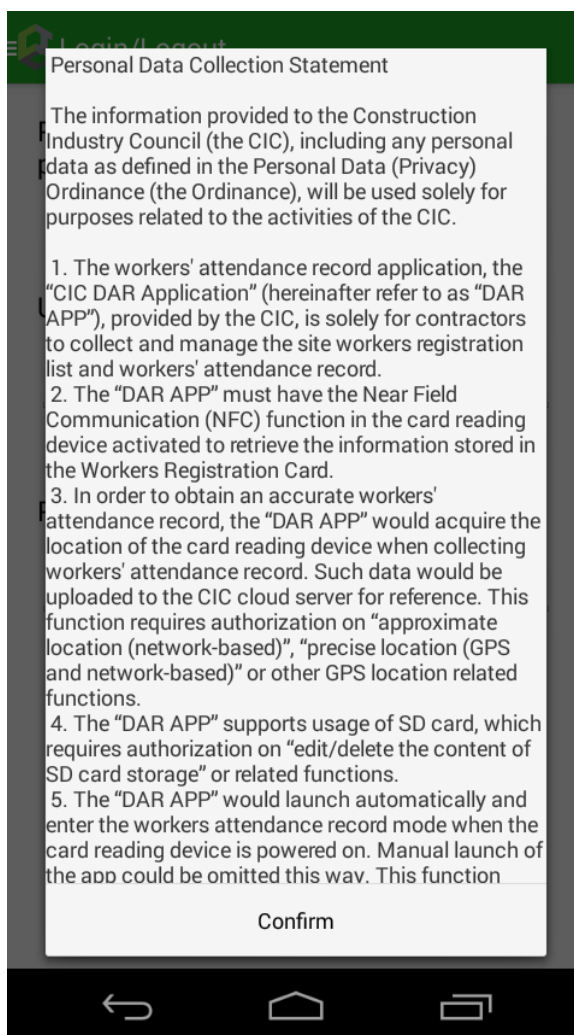 Login/Logout
Personal Data Collection Statement
The information provided to the Construction
Industry Council (the CIC), including any personal
data as defined in the Personal Data (Privacy)
Ordinance (the Ordinance), will be used solely for
purposes related to the activities of the CIC.
1. The workers' attendance record application, the
“CIC DAR Application” (hereinafter refer to as “DAR
APP”), provided by the CIC, is solely for contractors
to collect and manage the site workers registration
list and workers' attendance record.
2. The “DAR APP” must have the Near Field
Communication (NFC) function in the card reading
device activated to retrieve the information stored in
the Workers Registration Card.
3. In order to obtain an accurate workers'
attendance record, the “DAR APP” would acquire the
location of the card reading device when collecting
workers' attendance record. Such data would be
uploaded to the CIC cloud server for reference. This
function requires authorization on “approximate
location (network-based)”, “precise location (GPS
and network-based)” or other GPS location related
functions.
4. The “DAR APP” supports usage of SD card, which
requires authorization on “edit/delete the content of
SD card storage” or related functions.
5. The “DAR APP” would launch automatically and
enter the workers attendance record mode when the
card reading device is powered on. Manual launch of
the app could be omitted this way. This function
Confirm